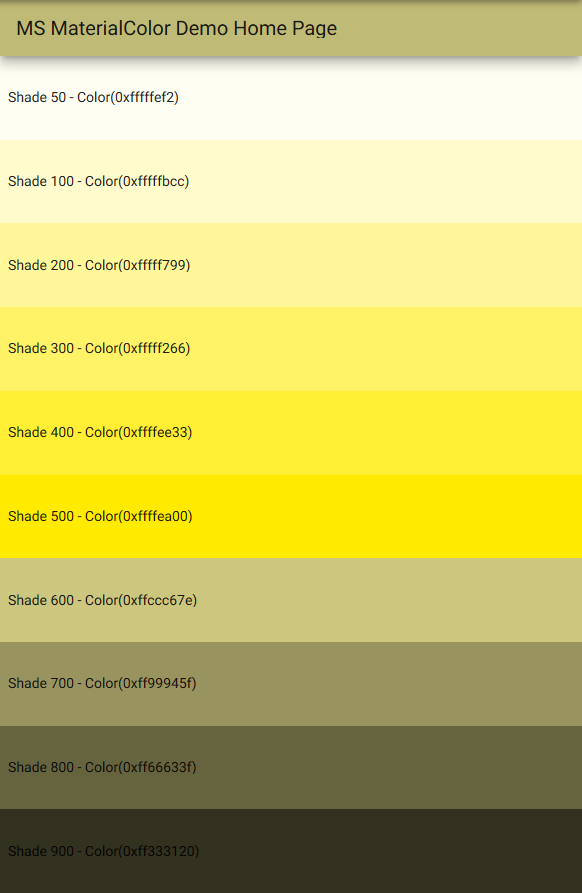 MS MaterialColor Demo Home Page
Shade 50 - Color(0xfffffef2)
Shade 100 - Color(0xfffffbcc)
Shade 200 - Color(0xfffff799)
Shade 300 - Color(0xfffff266)
Shade 400 - Color(0xffffee33)
Shade 500 - Color(0xffffea00)
Shade 600 - Color(0xffccc67e)
Shade 700 - Color(0xff99945f)
Shade 800 - Color(0xff66633f)
Shade 900 - Color(0xff333120)